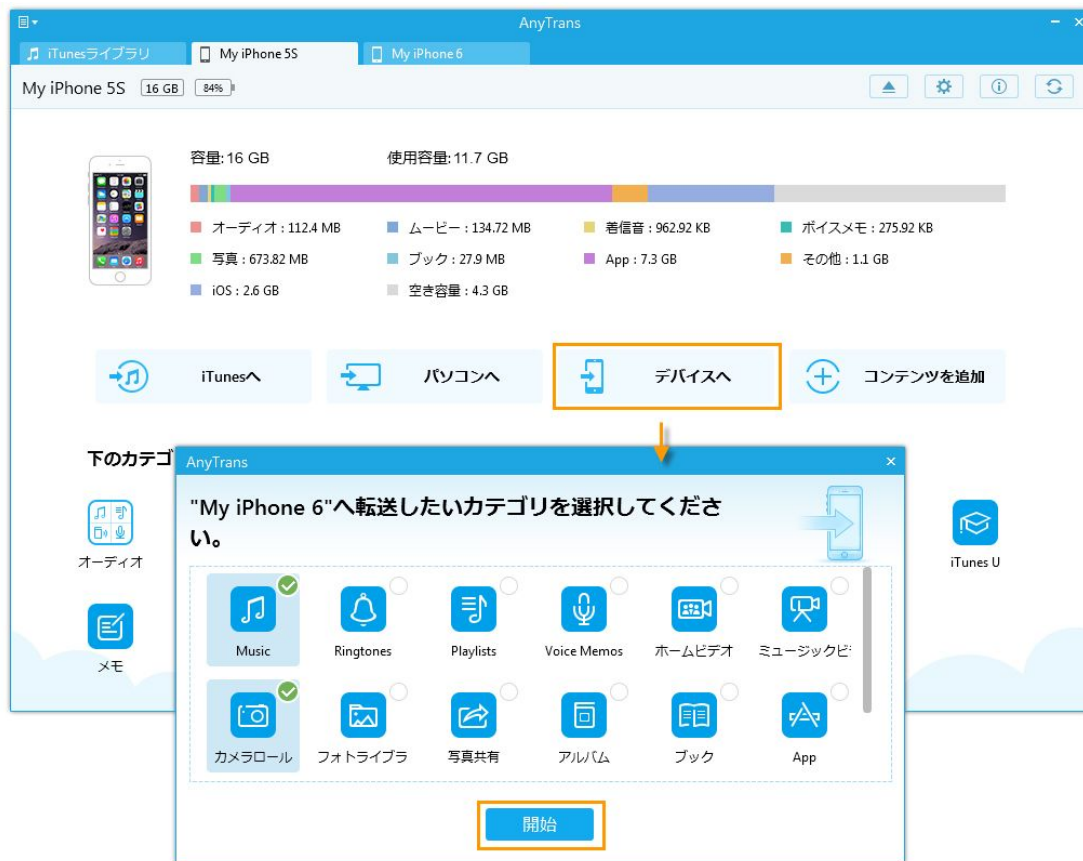 AnyTrans
iTunesライブラリ My iPhone 5S My iPhone 6
My iPhone 5S 16 GB 84%
容量:16 GB 使用容量:11.7 GB
オーディオ : 112.4 MB ムービー : 134.72 MB 着信音 : 962.92 KB ボイスメモ : 275.92 KB
写真 : 673.82 MB ブック : 27.9 MB App : 7.3 GB その他 : 1.1 GB
iOS : 2.6 GB 空き容量 : 4.3 GB
iTunesへ パソコンへ デバイスへ コンテンツを追加
下のカテゴ
オーディオ iTunes U
メモ
AnyTrans
"My iPhone 6"へ転送したいカテゴリを選択してくださ
い。
Music Ringtones Playlists Voice Memos ホームビデオ ミュージックビ
カメラロール フォトライブラ 写真共有 アルバム ブック App
開始